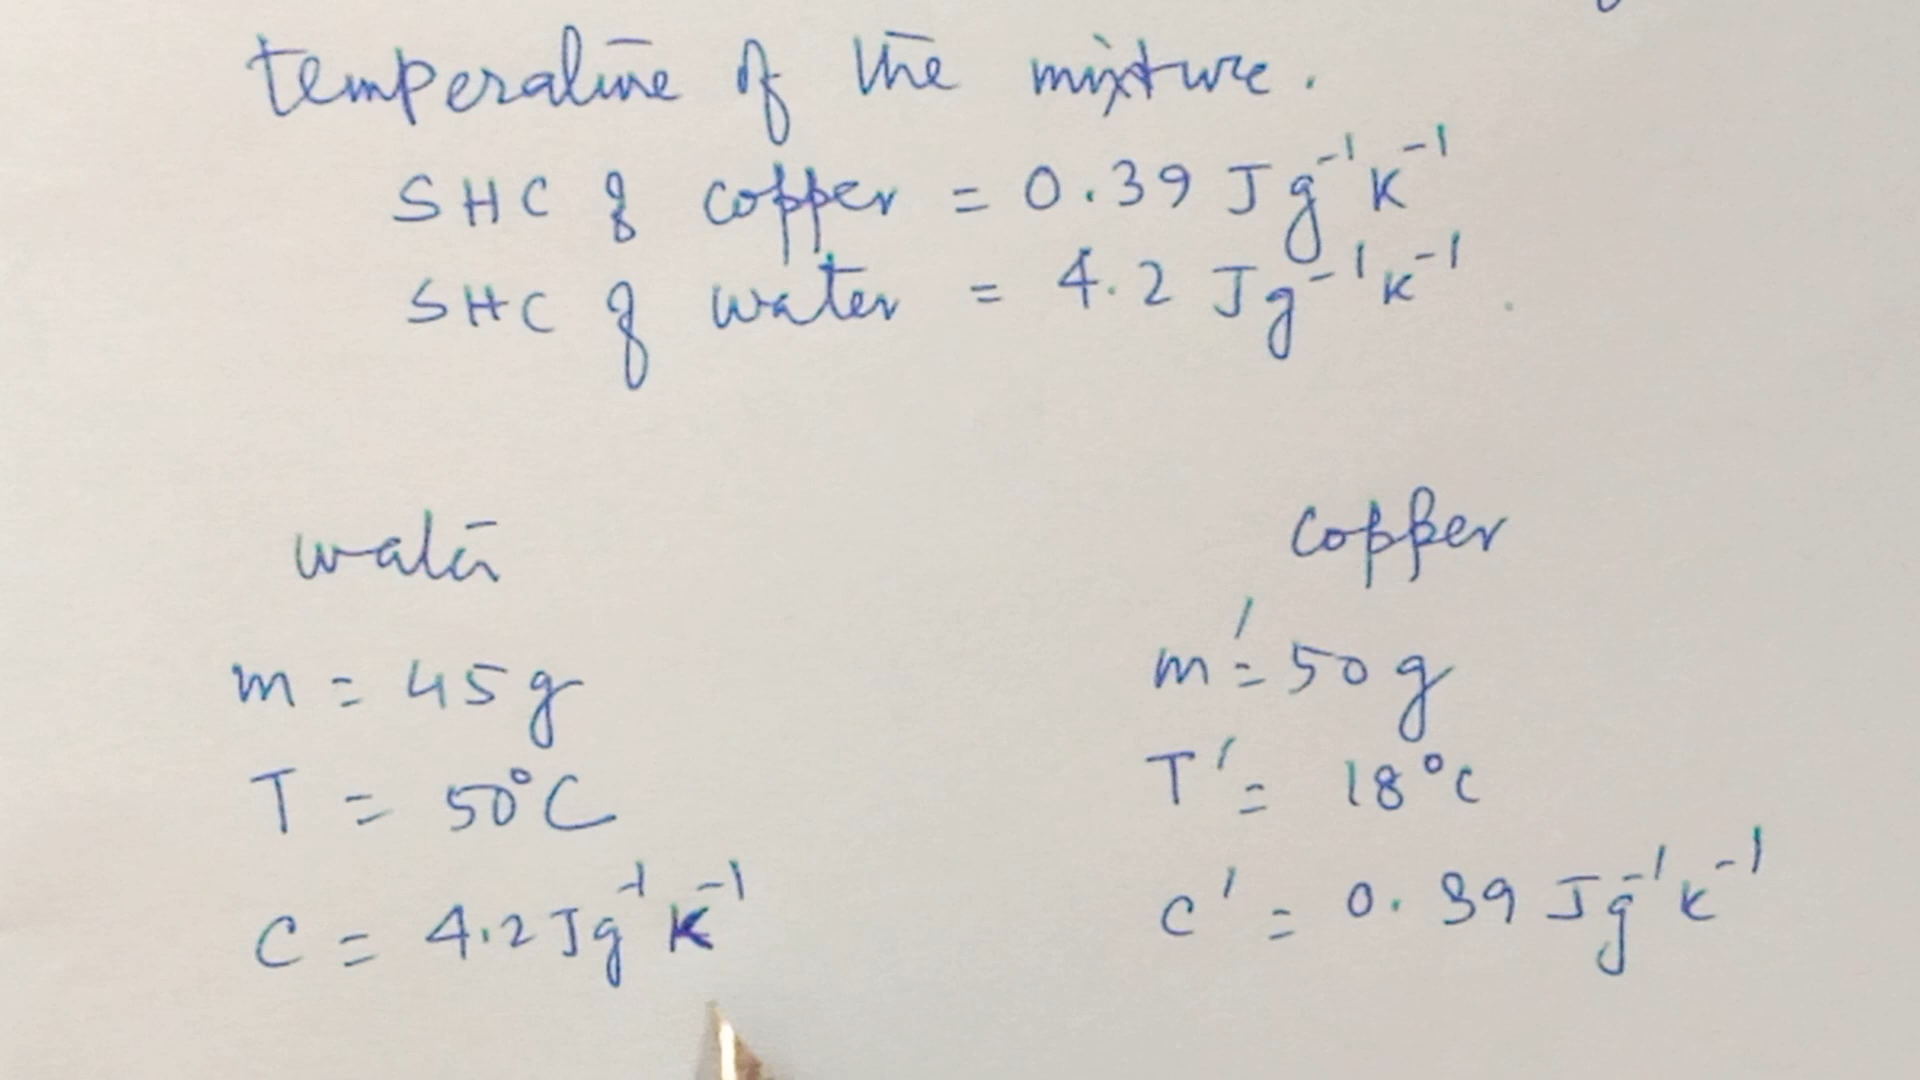 temperature of the mixture.
SHC of copper = 0.39 Jg⁻¹K⁻¹
SHC of water = 4.2 Jg⁻¹K⁻¹.
water
m = 45g
T = 50°C
C = 4.2 Jg⁻¹K⁻¹
copper
m' = 50g
T' = 18°C
c' = 0.39 Jg⁻¹K⁻¹